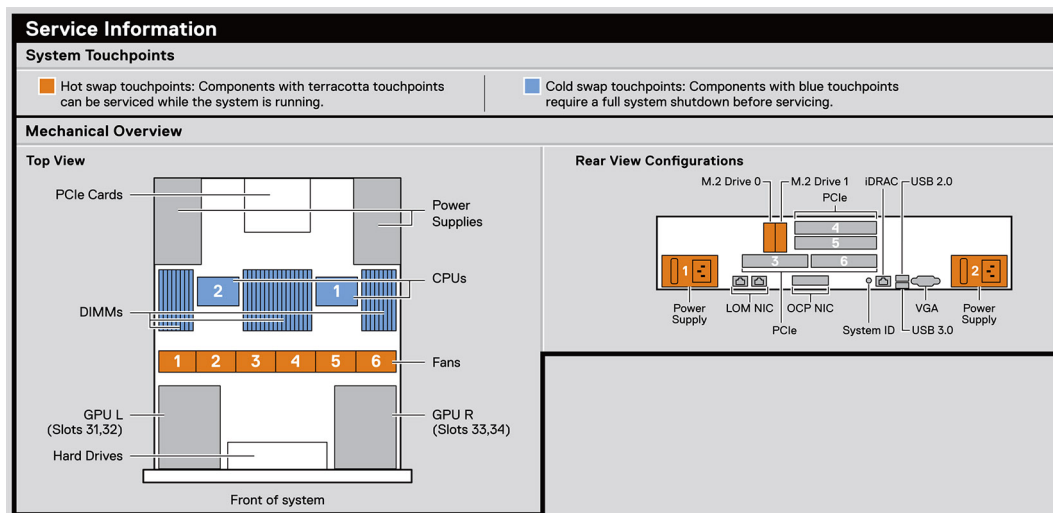 Service Information
System Touchpoints
Hot swap touchpoints: Components with terracotta touchpoints
can be serviced while the system is running.
Cold swap touchpoints: Components with blue touchpoints
require a full system shutdown before servicing.
Mechanical Overview
Top View
PCIe Cards
Power
Supplies
CPUs
2
1
DIMMs
1 2 3 4 5 6
Fans
GPU L
(Slots 31,32)
GPU R
(Slots 33,34)
Hard Drives
Front of system
Rear View Configurations
M.2 Drive 0
M.2 Drive 1
iDRAC
USB 2.0
PCIe
4
5
3
6
1
2
Power
Supply
LOM NIC
OCP NIC
VGA
Power
Supply
PCIe
System ID
USB 3.0